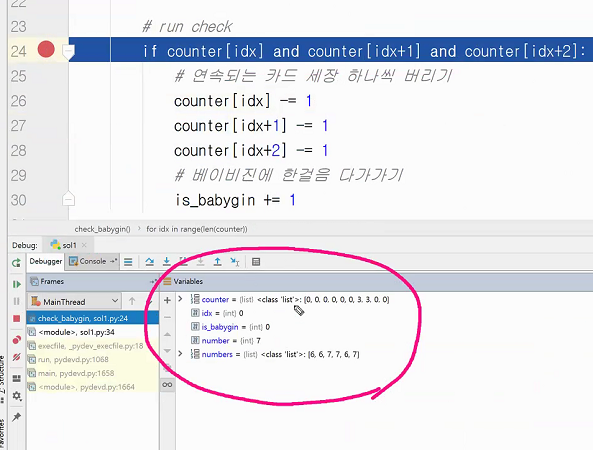 22
23 # run check
24 if counter[idx] and counter[idx+1] and counter[idx+2]:
25 # 연속되는 카드 세장 하나씩 버리기
26 counter[idx] -= 1
27 counter[idx+1] -= 1
28 counter[idx+2] -= 1
29 # 베이비진에 한걸음 다가가기
30 is_babygin += 1
check_babygin() for idx in range(len(counter))
Debug: sol1
Debugger Console
Frames Variables
MainThread
check_babygin, sol1.py:24
<module>, sol1.py:34
execfile, _pydev_execfile.py:18
run, pydevd.py:1068
main, pydevd.py:1658
<module>, pydevd.py:1664
counter = {list} <class 'list'>: [0, 0, 0, 0, 0, 0, 3, 3, 0, 0]
idx = {int} 0
is_babygin = {int} 0
number = {int} 7
numbers = {list} <class 'list'>: [6, 6, 7, 7, 6, 7]
Z: Structure
Favorites